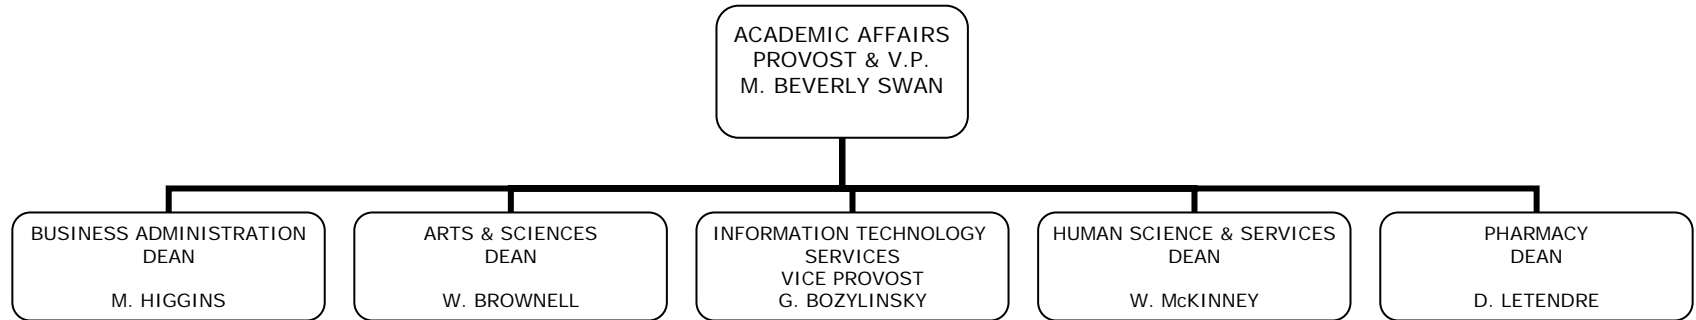 ACADEMIC AFFAIRS
PROVOST & V.P.
M. BEVERLY SWAN
BUSINESS ADMINISTRATION
DEAN
M. HIGGINS
ARTS & SCIENCES
DEAN
W. BROWNELL
INFORMATION TECHNOLOGY
SERVICES
VICE PROVOST
G. BOZYLINSKY
HUMAN SCIENCE & SERVICES
DEAN
W. McKINNEY
PHARMACY
DEAN
D. LETENDRE